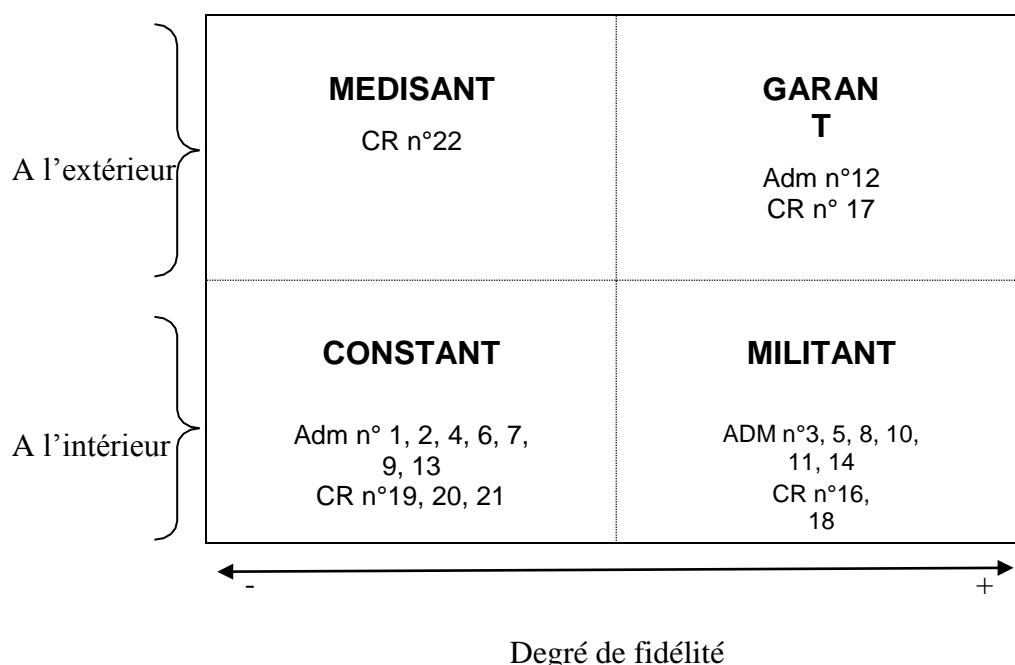 MEDISANT
CR n°22
GARAN
T
Adm n°12
CR n° 17
A l’extérieur
CONSTANT
Adm n° 1, 2, 4, 6, 7,
9, 13
CR n°19, 20, 21
MILITANT
ADM n°3, 5, 8, 10,
11, 14
CR n°16,
18
A l’intérieur
- +
Degré de fidélité